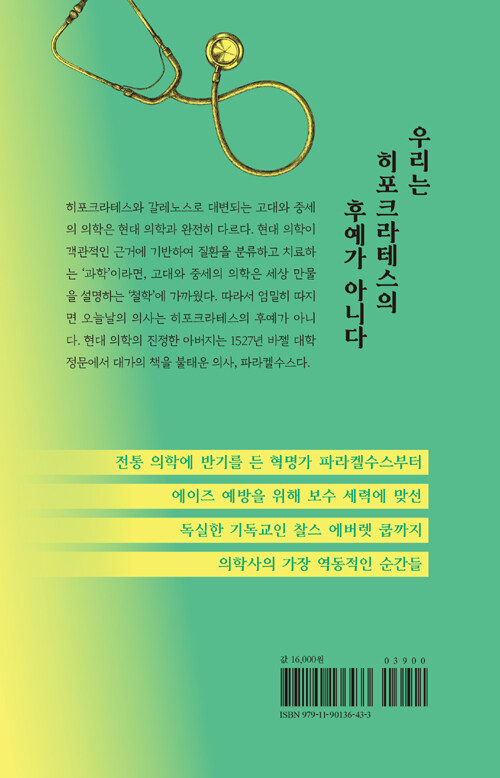 우리는
히포크라테스의
후예가 아니다
히포크라테스와 갈레노스로 대변되는 고대와 중세
의 의학은 현대 의학과 완전히 다르다. 현대 의학이
객관적인 근거에 기반하여 질환을 분류하고 치료하
는 ‘과학’이라면, 고대와 중세의 의학은 세상 만물
을 설명하는 ‘철학’에 가까웠다. 따라서 엄밀히 따지
면 오늘날의 의사는 히포크라테스의 후예가 아니
다. 현대 의학의 진정한 아버지는 1527년 바젤 대학
정문에서 대가의 책을 불태운 의사, 파라켈수스다.
전통 의학에 반기를 든 혁명가 파라켈수스부터
에이즈 예방을 위해 보수 세력에 맞선
독실한 기독교인 찰스 에버렛 쿱까지
의학사의 가장 역동적인 순간들
값 16,000원
03900
ISBN 979-11-90136-43-3